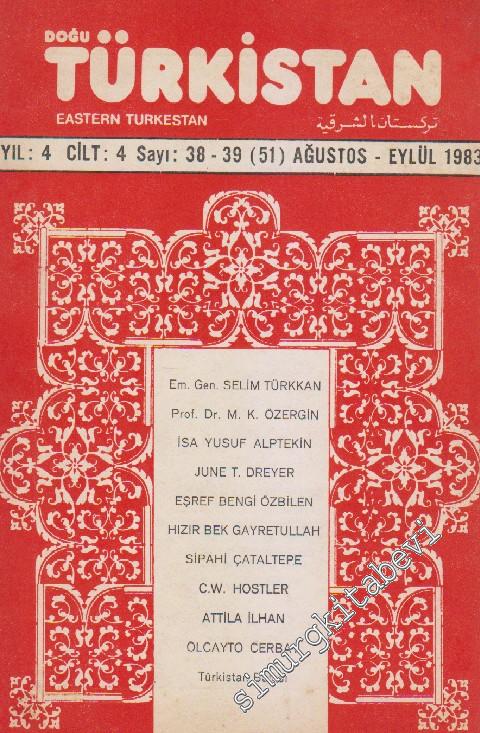 DOĞU
TÜRKİSTAN
EASTERN TURKESTAN
تركستان الشرقية
YIL: 4 CİLT: 4 Sayı: 38 - 39 (51) AĞUSTOS - EYLÜL 1983
Em. Gen. SELİM TÜRKKAN
Prof. Dr. M. K. ÖZERGİN
İSA YUSUF ALPTEKİN
JUNE T. DREYER
EŞREF BENGİ ÖZBİLEN
HIZIR BEK GAYRETULLAH
SİPAHİ ÇATALTEPE
C.W. HOSTLER
ATTİLA İLHAN
OLCAYTO
Türkistan
simurgkitabevi